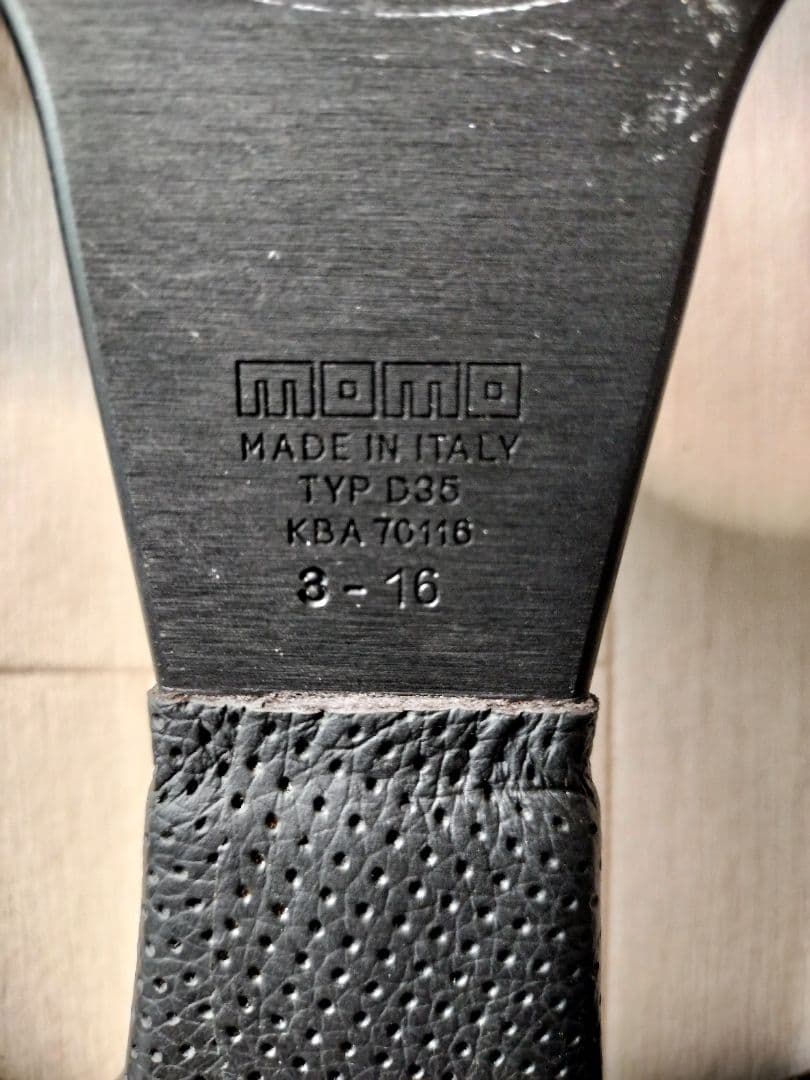 momo
MADE IN ITALY
TYP D35
KBA 70116
3 - 16